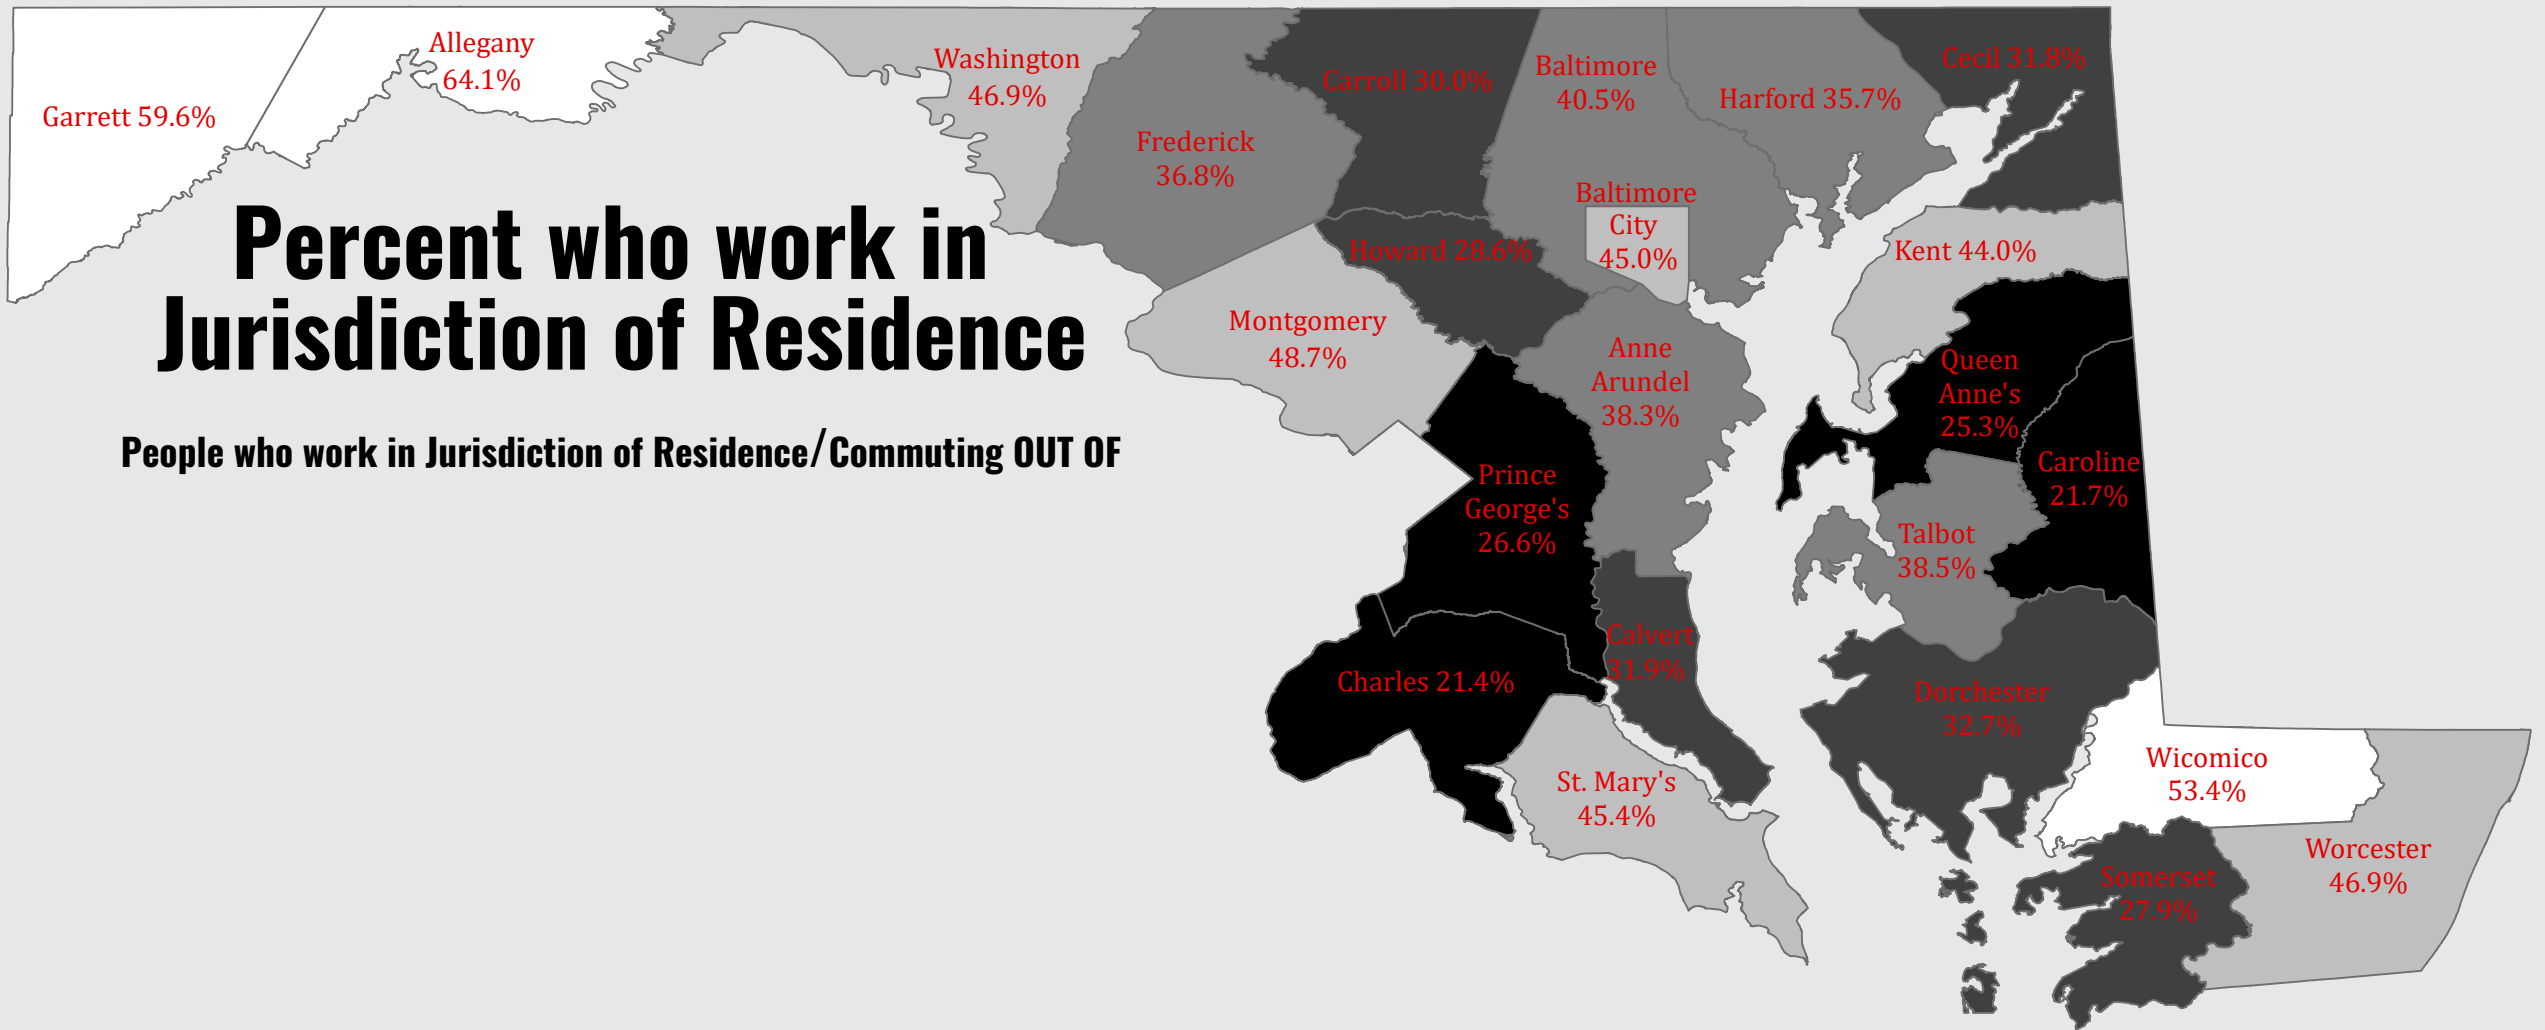 Allegany
64.1%
Garrett 59.6%
Washington
46.9%
Frederick
36.8%
Carroll 30.0%
Baltimore
40.5%
Harford 35.7%
Cecil 31.8%
Baltimore
City
45.0%
Howard 28.6%
Kent 44.0%
Percent who work in
Jurisdiction of Residence
People who work in Jurisdiction of Residence/Commuting OUT OF
Montgomery
48.7%
Anne
Arundel
38.3%
Queen
Anne's
25.3%
Caroline
21.7%
Prince
George's
26.6%
Talbot
38.5%
Calvert
31.9%
Charles 21.4%
Dorchester
32.7%
St. Mary's
45.4%
Wicomico
53.4%
Worcester
46.9%
Somerset
27.9%